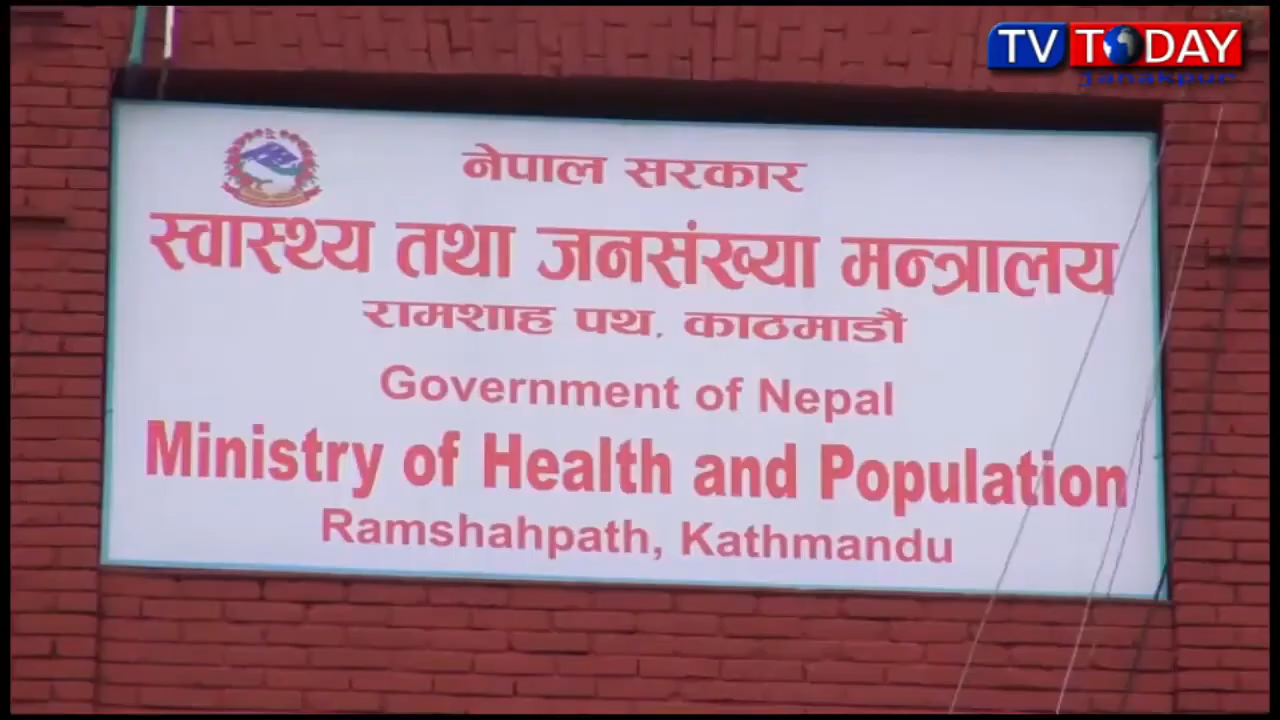 TV TODAY
Janakpur
नेपाल सरकार
स्वास्थ्य तथा जनसंख्या मन्त्रालय
रामशाह पथ, काठमाडौं
Government of Nepal
Ministry of Health and Population
Ramshahpath, Kathmandu